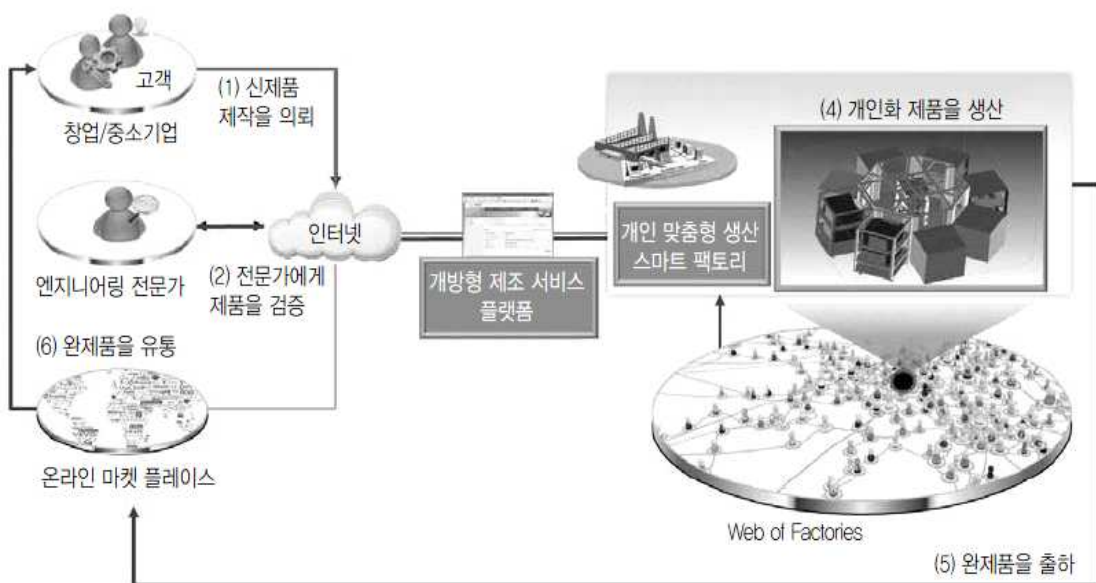 고객
창업/중소기업
(1) 신제품
제작을 의뢰
엔지니어링 전문가
(2) 전문가에게
제품을 검증
인터넷
개방형 제조 서비스
플랫폼
개인 맞춤형 생산
스마트 팩토리
(4) 개인화 제품을 생산
(6) 완제품을 유통
온라인 마켓 플레이스
Web of Factories
(5) 완제품을 출하